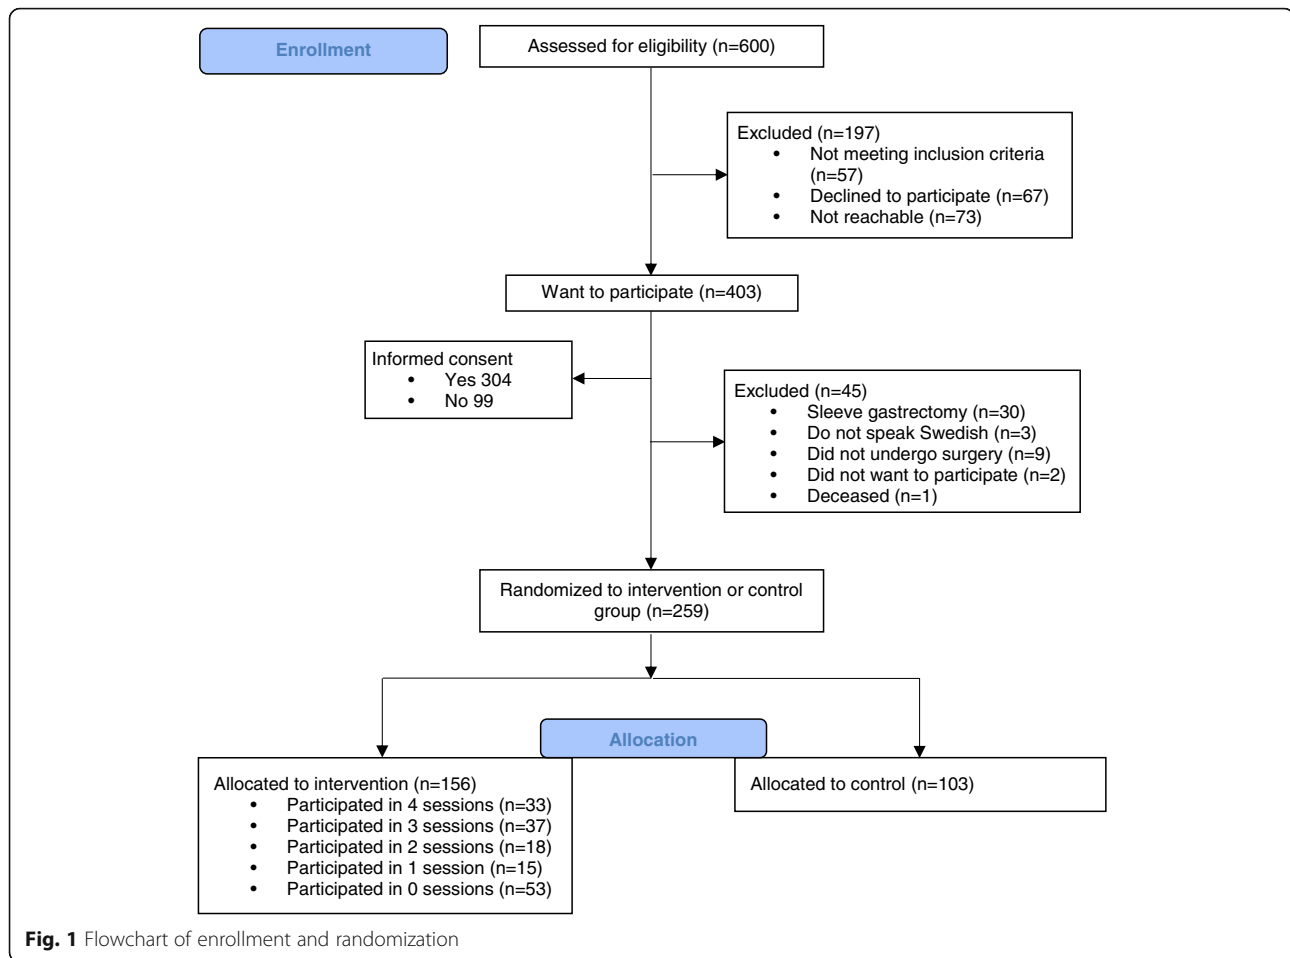 Enrollment
Assessed for eligibility (n=600)
Excluded (n=197)
• Not meeting inclusion criteria
(n=57)
• Declined to participate (n=67)
• Not reachable (n=73)
Want to participate (n=403)
Informed consent
• Yes 304
• No 99
Excluded (n=45)
• Sleeve gastrectomy (n=30)
• Do not speak Swedish (n=3)
• Did not undergo surgery (n=9)
• Did not want to participate (n=2)
• Deceased (n=1)
Randomized to intervention or control
group (n=259)
Allocation
Allocated to intervention (n=156)
• Participated in 4 sessions (n=33)
• Participated in 3 sessions (n=37)
• Participated in 2 sessions (n=18)
• Participated in 1 session (n=15)
• Participated in 0 sessions (n=53)
Allocated to control (n=103)
Fig. 1 Flowchart of enrollment and randomization